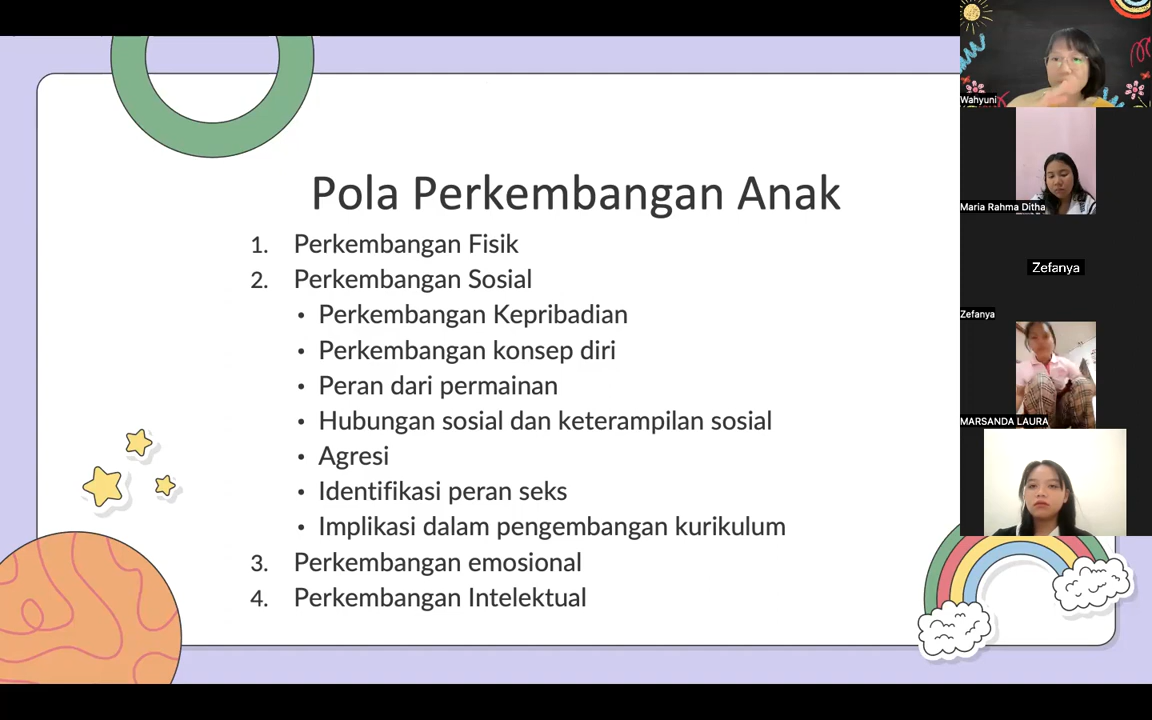 Pola Perkembangan Anak
1. Perkembangan Fisik
2. Perkembangan Sosial
• Perkembangan Kepribadian
• Perkembangan konsep diri
• Peran dari permainan
• Hubungan sosial dan keterampilan sosial
• Agresi
• Identifikasi peran seks
• Implikasi dalam pengembangan kurikulum
3. Perkembangan emosional
4. Perkembangan Intelektual
Wahyuni
Maria Rahma Ditha
Zefanya
Zefanya
MARSANDA LAURA